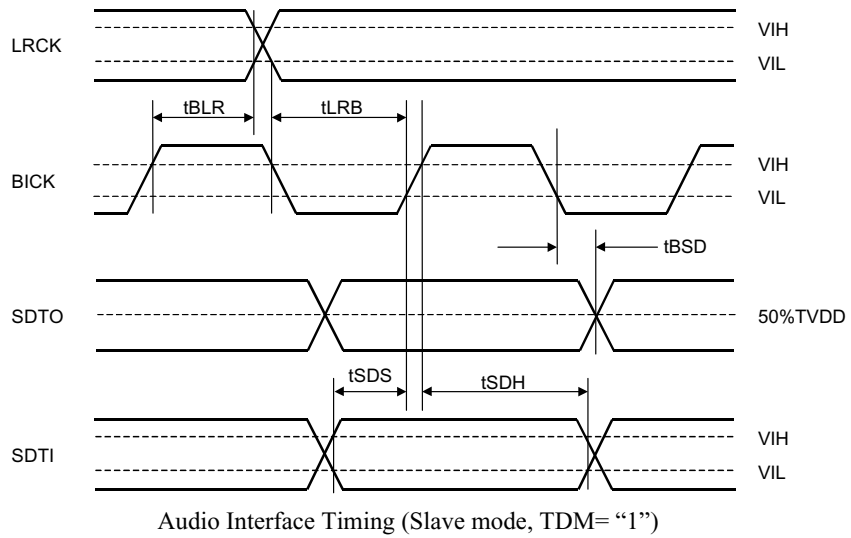 LRCK
VIH
VIL
tBLR
tLRB
BICK
VIH
VIL
tBSD
SDTO
50%TVDD
tSDS
tSDH
SDTI
VIH
VIL
Audio Interface Timing (Slave mode, TDM= “1”)